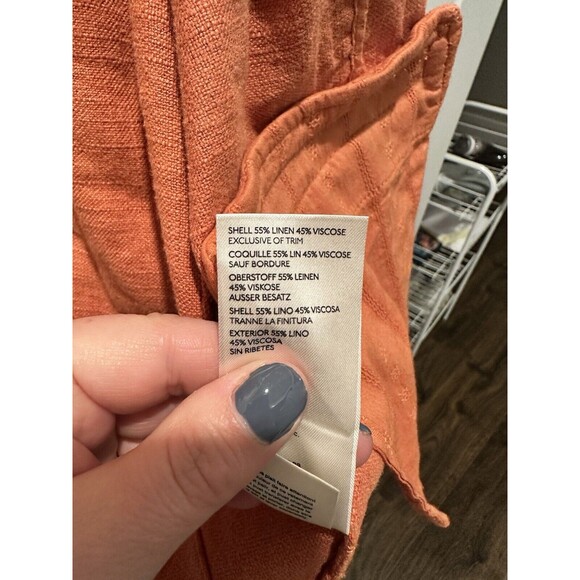 SHELL 55% LINEN 45% VISCOSE
EXCLUSIVE OF TRIM
COQUILLE 55% LIN 45% VISCOSE
SAUF BORDURE
OBERSTOFF 55% LEINEN
45% VISKOSE
AUSSER BESATZ
SHELL 55% LINO 45% VISCOSA
TRANNE LA FINITURA
EXTERIOR 55% LINO
45% VISCOSA
SIN RIBETES